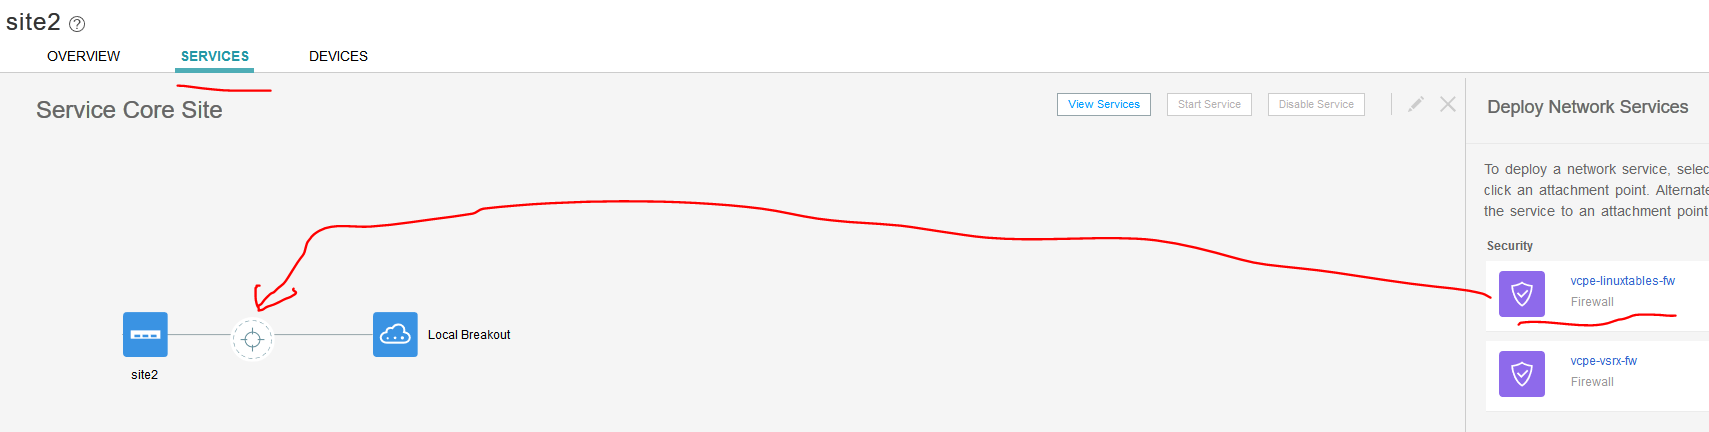 site2 ?
OVERVIEW SERVICES DEVICES
Service Core Site
View Services Start Service Disable Service
Deploy Network Services
To deploy a network service, selec
click an attachment point. Alternate
the service to an attachment point
Security
vcpe-linuxtables-fw
Firewall
vcpe-vsrx-fw
Firewall
Local Breakout
site2